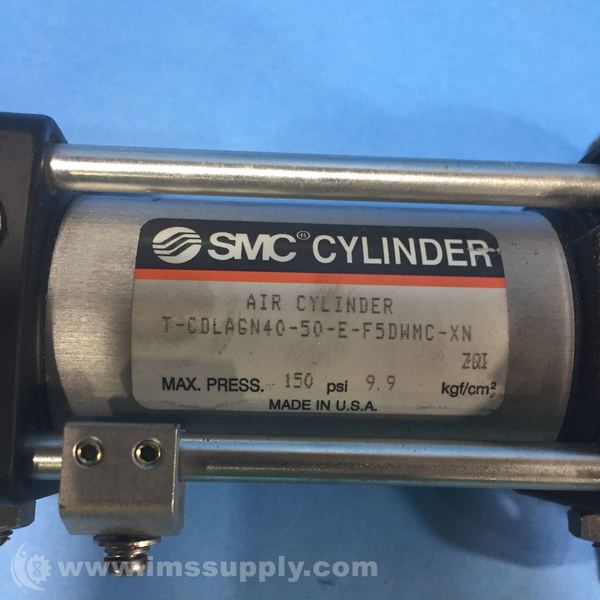 SMC® CYLINDER
AIR CYLINDER
T-CDLAGN40-50-E-F5DWMC-XN
ZQI
MAX. PRESS. 150 psi 9.9 kgf/cm²
MADE IN U.S.A.
www.imssupply.com